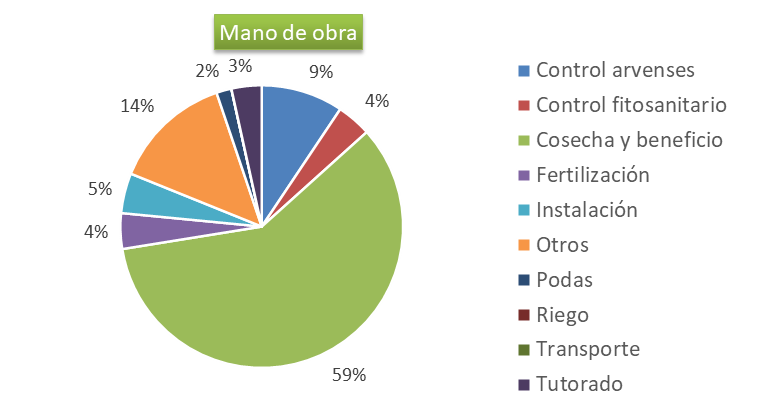 Mano de obra
9%
4%
59%
4%
5%
14%
2%
3%
Control arvenses
Control fitosanitario
Cosecha y beneficio
Fertilización
Instalación
Otros
Podas
Riego
Transporte
Tutorado